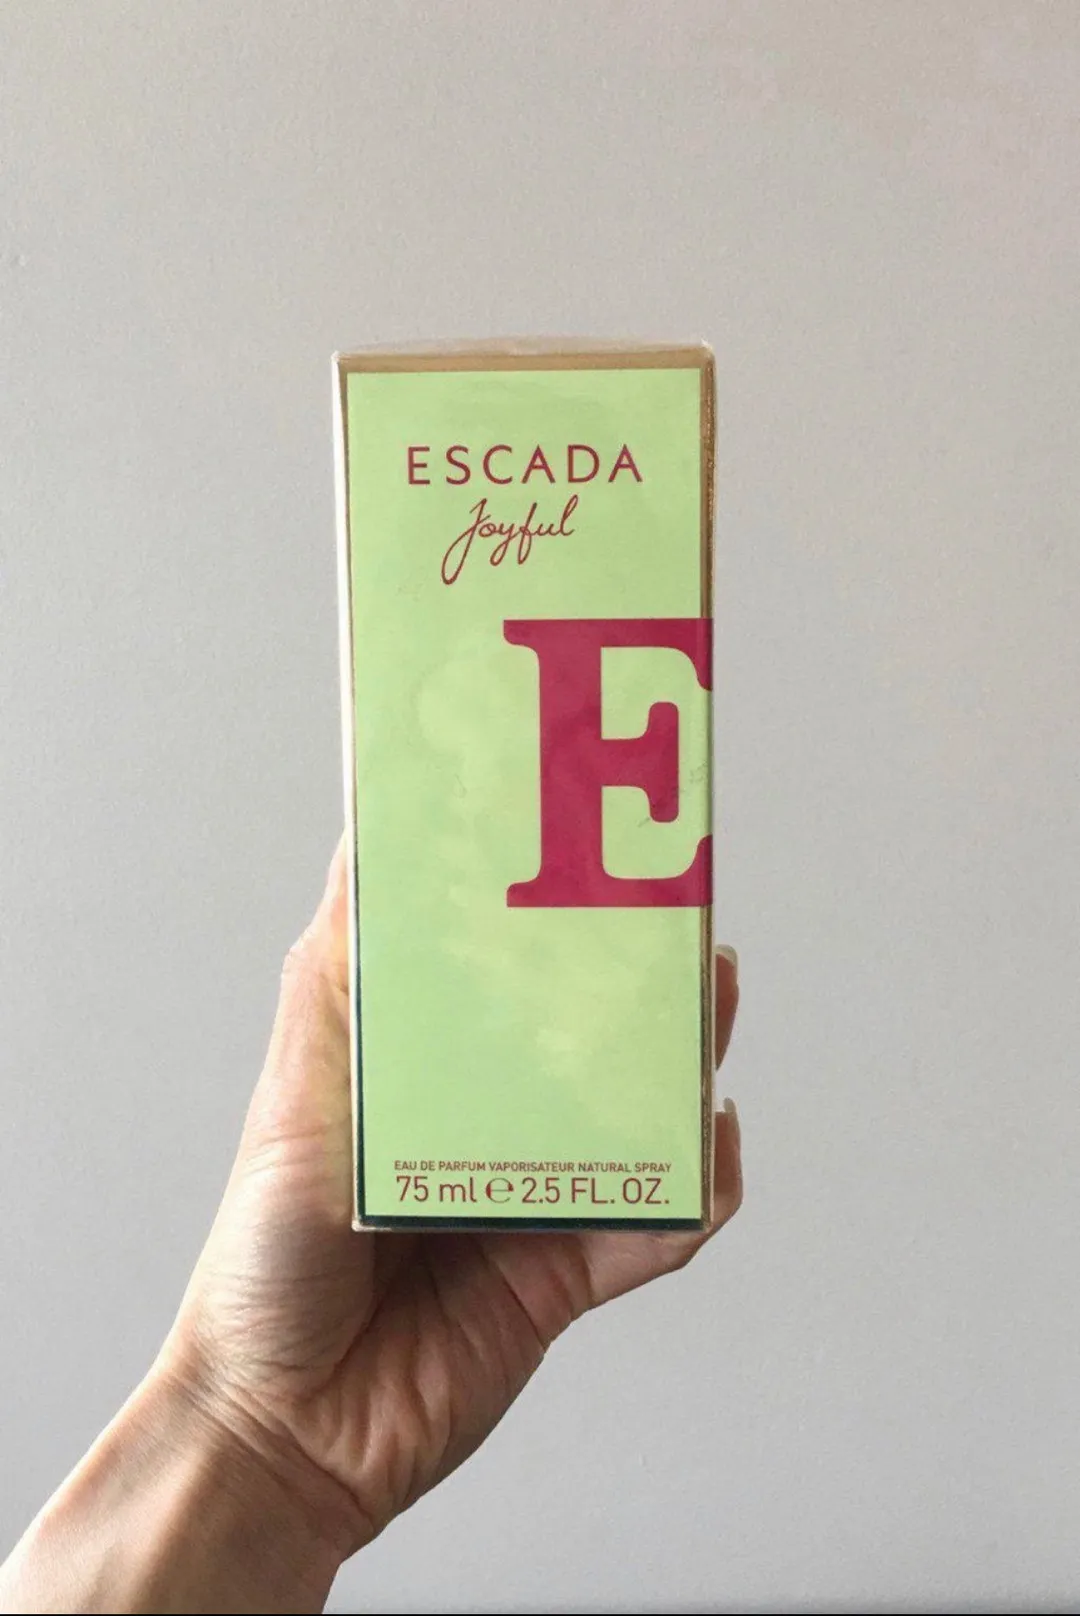 ESCADA
Joyful
E
EAU DE PARFUM VAPORISATEUR NATURAL SPRAY
75 ml ℮ 2.5 FL. OZ.